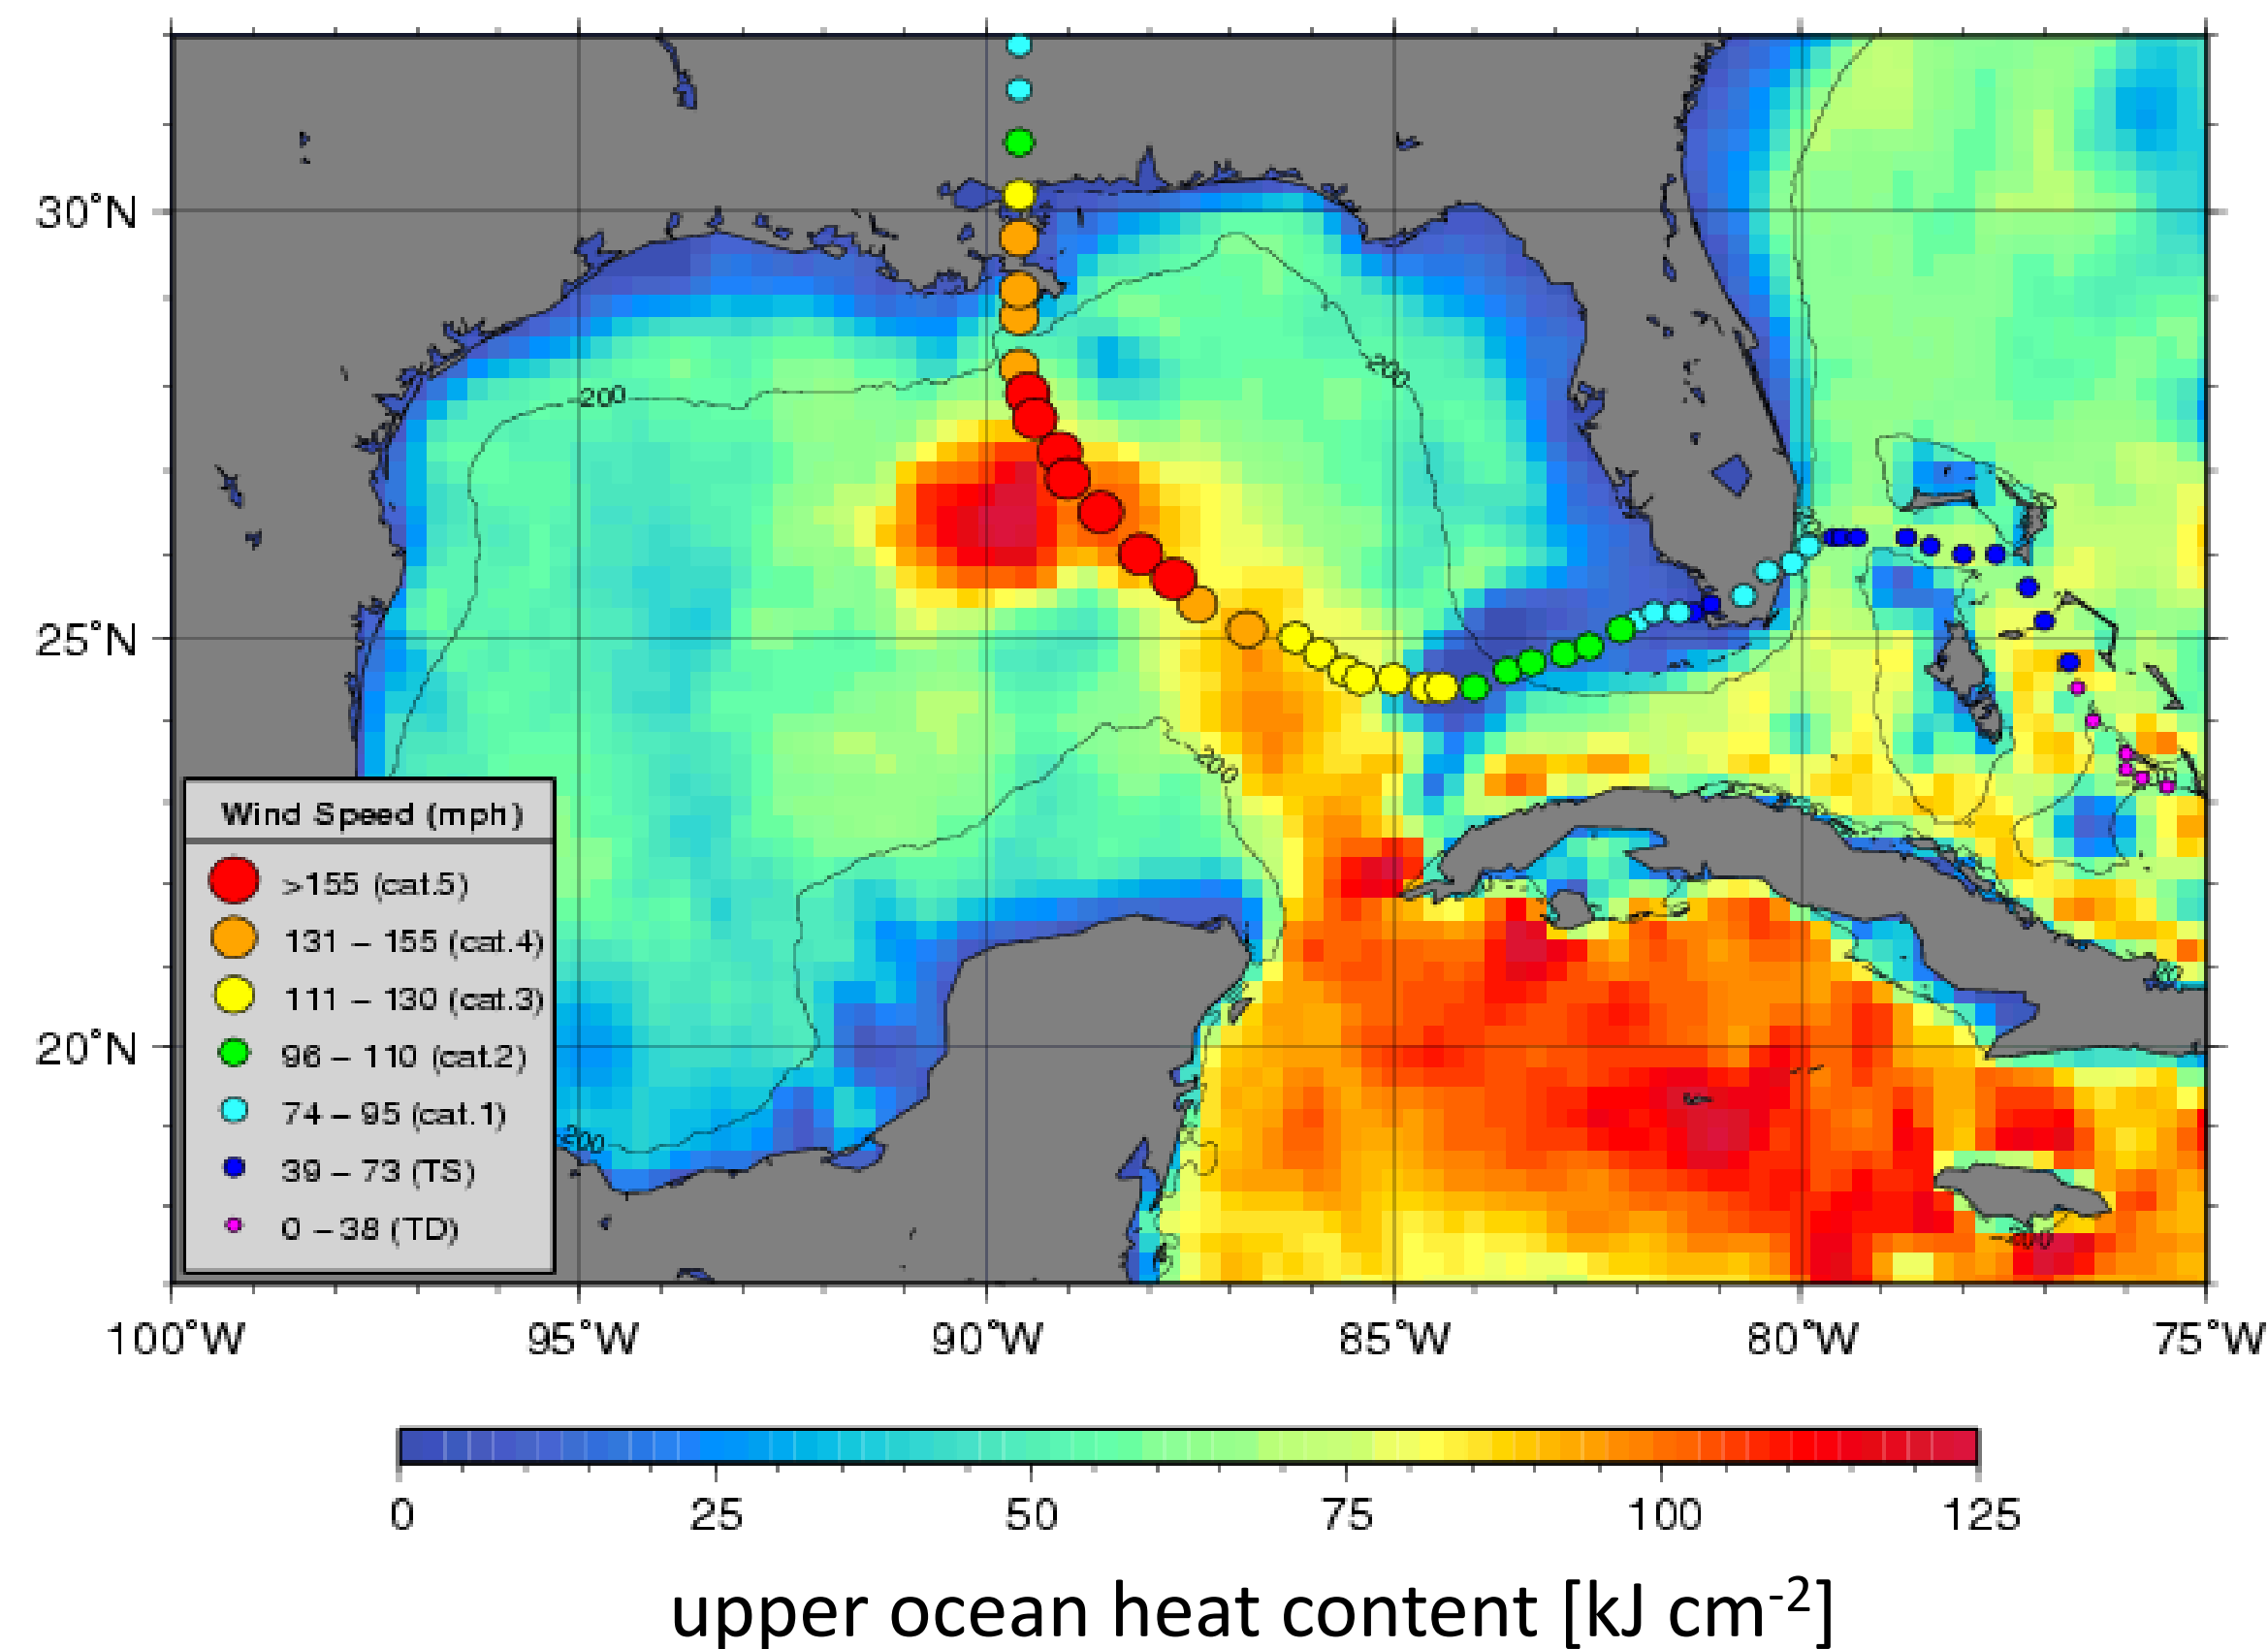 200
200
30°N
25°N
20°N
200
200
Wind Speed (mph)
>155 (cat.5)
131 – 155 (cat.4)
111 – 130 (cat.3)
96 – 110 (cat.2)
74 – 95 (cat.1)
39 – 73 (TS)
0 – 38 (TD)
100°W 95°W 90°W 85°W 80°W 75°W
0 25 50 75 100 125
upper ocean heat content [kJ cm-2]